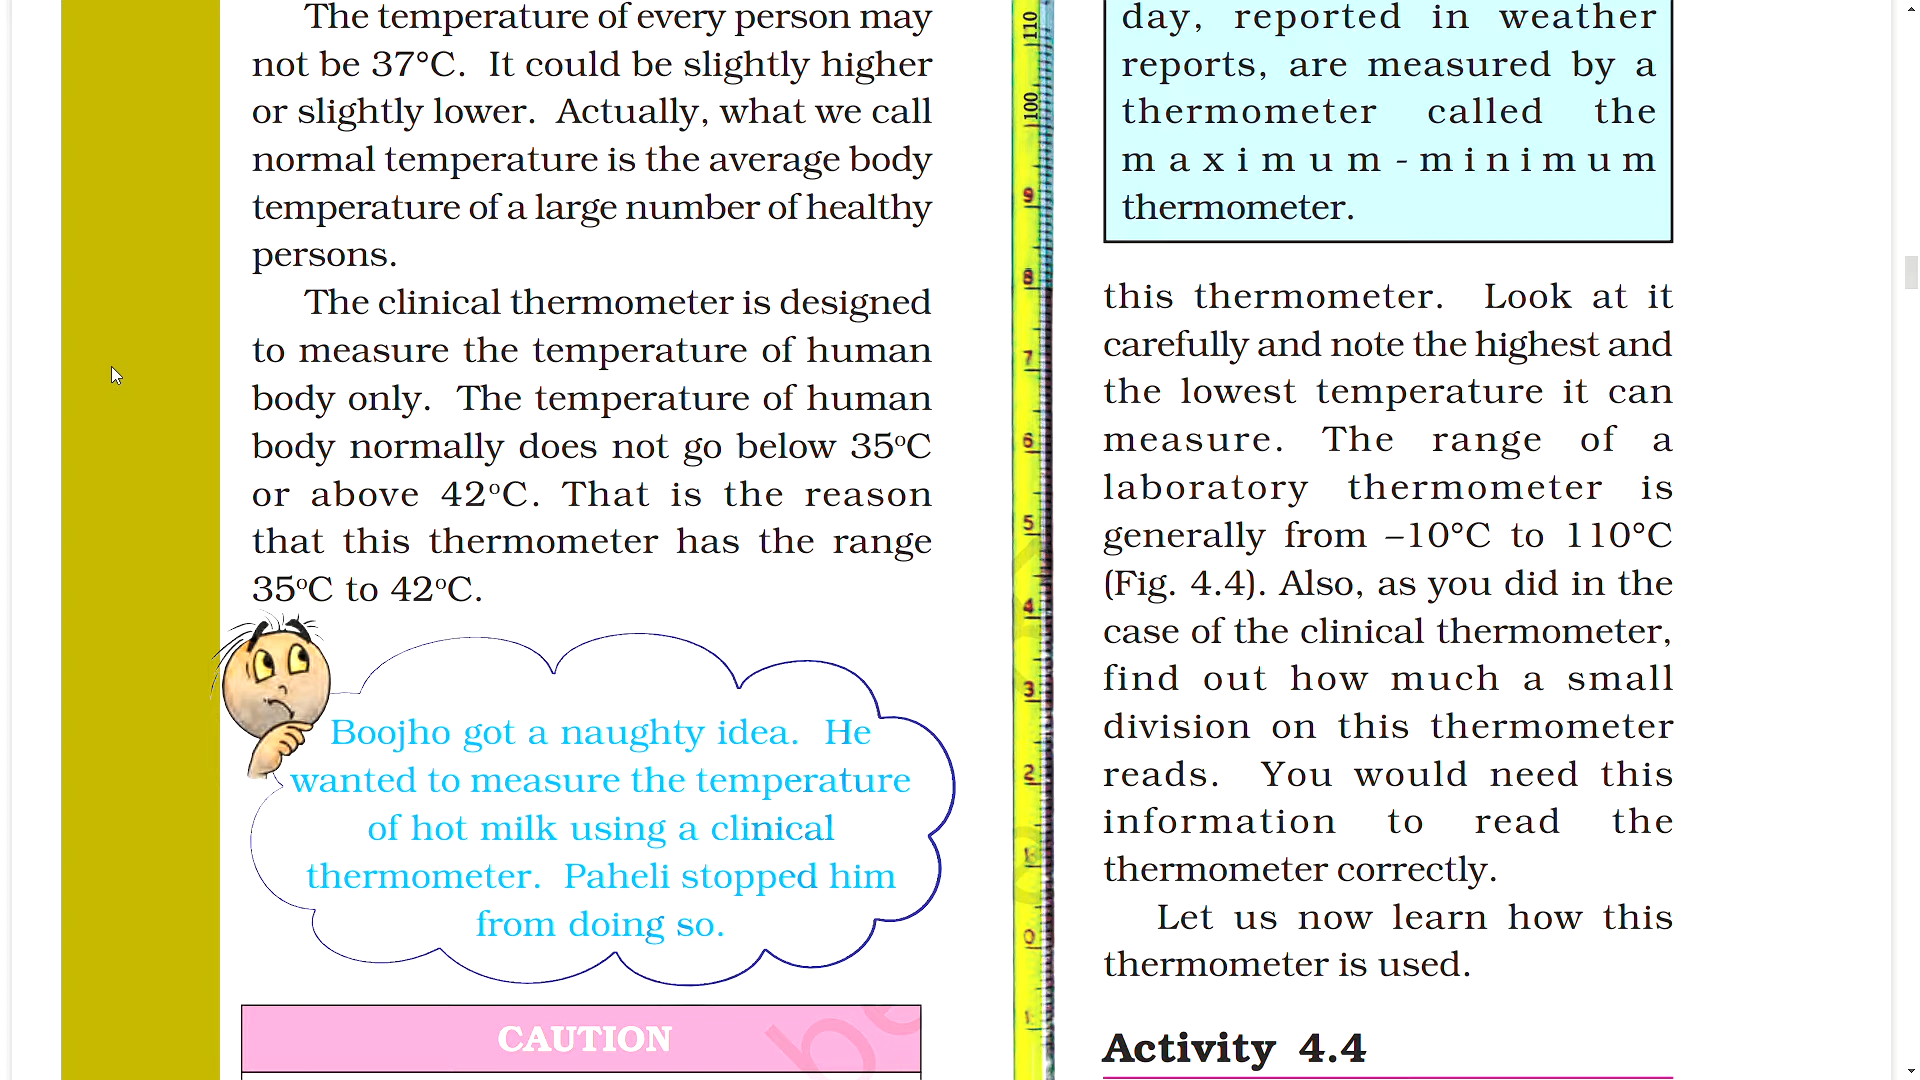 The temperature of every person may
not be 37°C. It could be slightly higher
or slightly lower. Actually, what we call
normal temperature is the average body
temperature of a large number of healthy
persons.
The clinical thermometer is designed
to measure the temperature of human
body only. The temperature of human
body normally does not go below 35°C
or above 42°C. That is the reason
that this thermometer has the range
35°C to 42°C.
Boojho got a naughty idea. He
wanted to measure the temperature
of hot milk using a clinical
thermometer. Paheli stopped him
from doing so.
CAUTION
be
110
100
9
8
7
6
5
4
3
2
1
0
1
day, reported in weather
reports, are measured by a
thermometer called the
maximum-minimum
thermometer.
this thermometer. Look at it
carefully and note the highest and
the lowest temperature it can
measure. The range of a
laboratory thermometer is
generally from –10°C to 110°C
(Fig. 4.4). Also, as you did in the
case of the clinical thermometer,
find out how much a small
division on this thermometer
reads. You would need this
information to read the
thermometer correctly.
Let us now learn how this
thermometer is used.
Activity 4.4